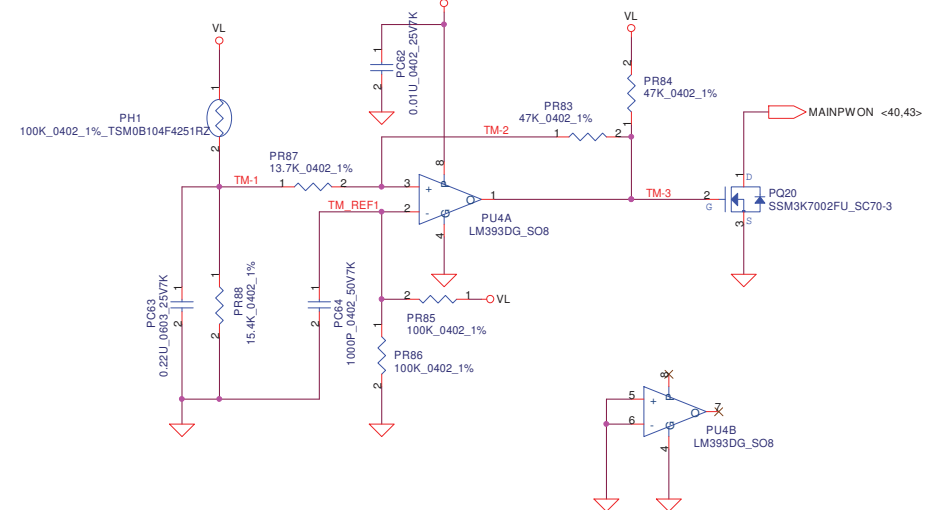 VL
PH1
100K_0402_1%_TSM0B104F4251RZ
1
2
PC62
0.01U_0402_25V7K
1
2
VL
PR84
47K_0402_1%
2
1
PR83
47K_0402_1%
1
2
TM-2
MAINPWON <40,43>
PR87
13.7K_0402_1%
TM-1
1
2
TM_REF1
3
2
+
-
P
G
8
4
1
PU4A
LM393DG_SO8
TM-3
2
G
1
D
3
S
PQ20
SSM3K7002FU_SC70-3
PC63
0.22U_0603_25V7K
1
2
PR88
15.4K_0402_1%
1
2
PC64
1000P_0402_50V7K
1
2
2
1
VL
PR85
100K_0402_1%
PR86
100K_0402_1%
1
2
5
6
+
-
P
G
8
4
7
PU4B
LM393DG_SO8